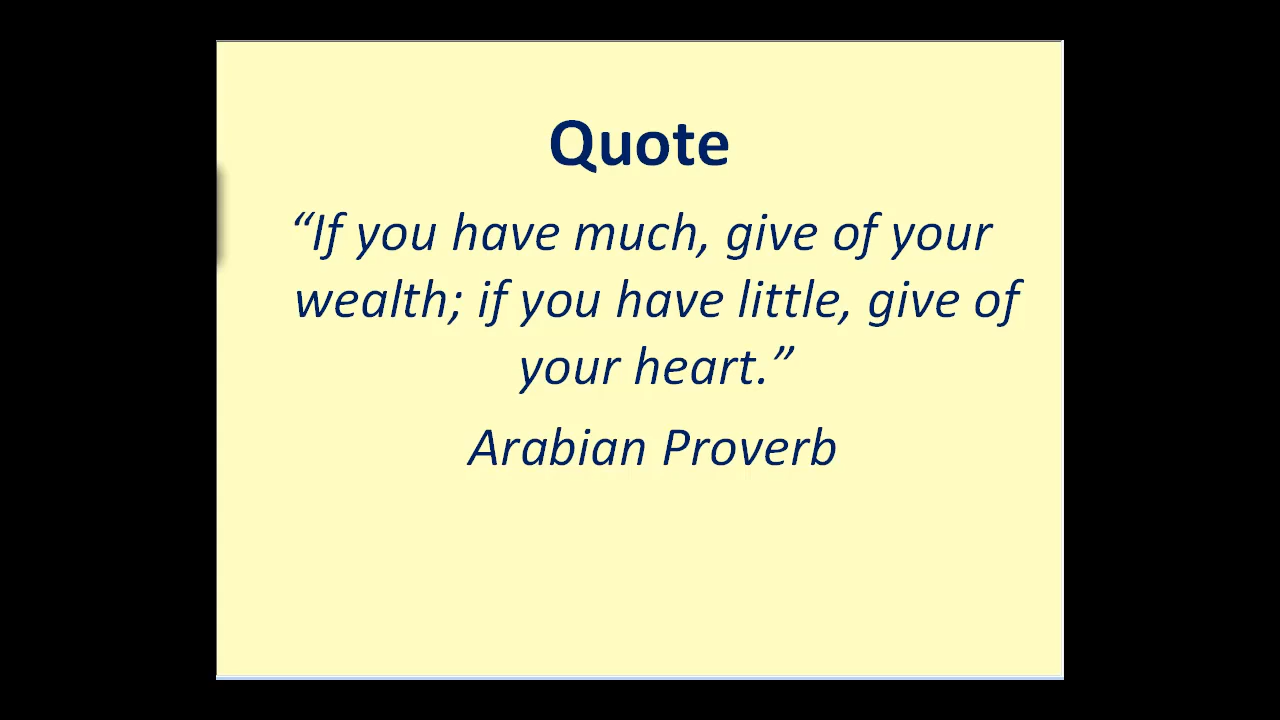 Quote
“If you have much, give of your
wealth; if you have little, give of
your heart.”
Arabian Proverb